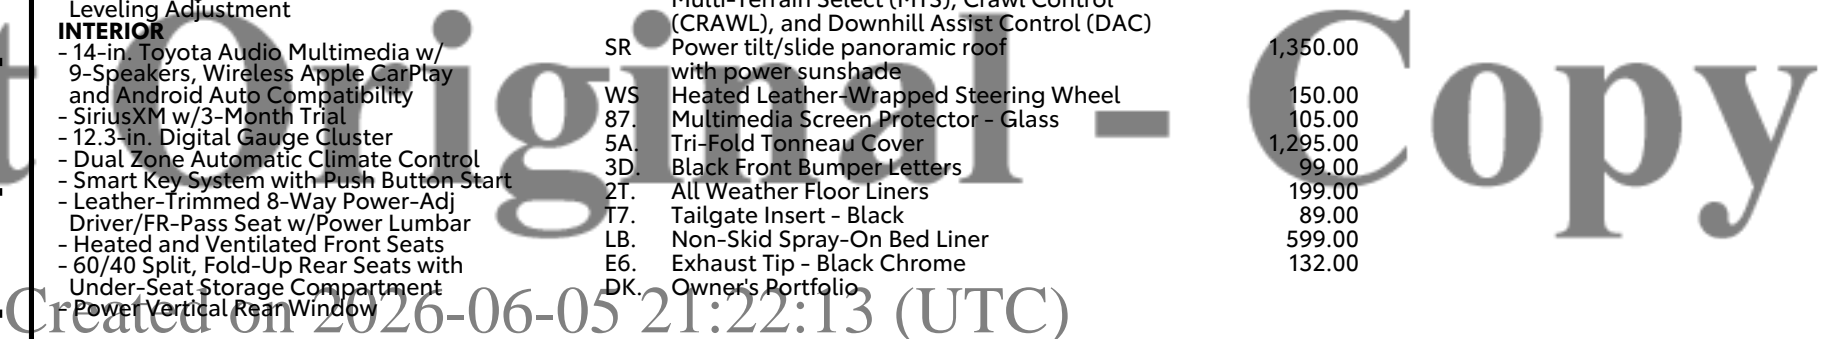 Leveling Adjustment
INTERIOR
- 14-in. Toyota Audio Multimedia w/
9-Speakers, Wireless Apple CarPlay
and Android Auto Compatibility
- SiriusXM w/3-Month Trial
- 12.3-in. Digital Gauge Cluster
- Dual Zone Automatic Climate Control
- Smart Key System with Push Button Start
- Leather-Trimmed 8-Way Power-Adj
Driver/FR-Pass Seat w/Power Lumbar
- Heated and Ventilated Front Seats
- 60/40 Split, Fold-Up Rear Seats with
Under-Seat Storage Compartment
- Power Vertical Rear Window
Multi-Terrain Select (MTS), Crawl Control
(CRAWL), and Downhill Assist Control (DAC)
SR Power tilt/slide panoramic roof 1,350.00
with power sunshade
WS Heated Leather-Wrapped Steering Wheel 150.00
87. Multimedia Screen Protector - Glass 105.00
5A. Tri-Fold Tonneau Cover 1,295.00
3D. Black Front Bumper Letters 99.00
2T. All Weather Floor Liners 199.00
T7. Tailgate Insert - Black 89.00
LB. Non-Skid Spray-On Bed Liner 599.00
E6. Exhaust Tip - Black Chrome 132.00
DK. Owner's Portfolio
t Original - Copy
Created on 2026-06-05 21:22:13 (UTC)